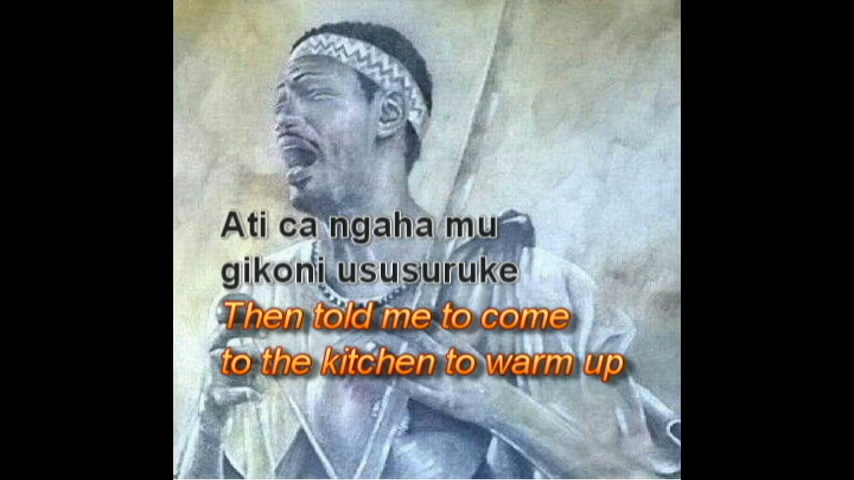 Ati ca ngaha mu
gikoni ususuruke
Then told me to come
to the kitchen to warm up